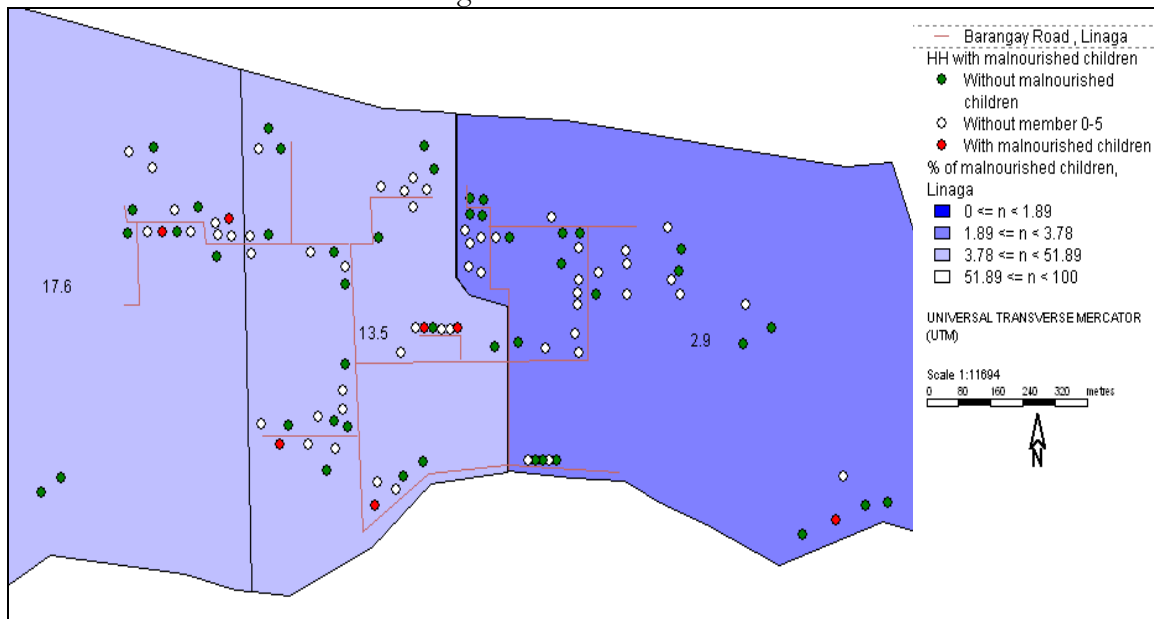 17.6
13.5
2.9
Barangay Road , Linaga
HH with malnourished children
Without malnourished
children
Without member 0-5
With malnourished children
% of malnourished children,
Linaga
0 <= n < 1.89
1.89 <= n < 3.78
3.78 <= n < 51.89
51.89 <= n < 100
UNIVERSAL TRANSVERSE MERCATOR
(UTM)
Scale 1:11694
0 80 160 240 320 metres
N